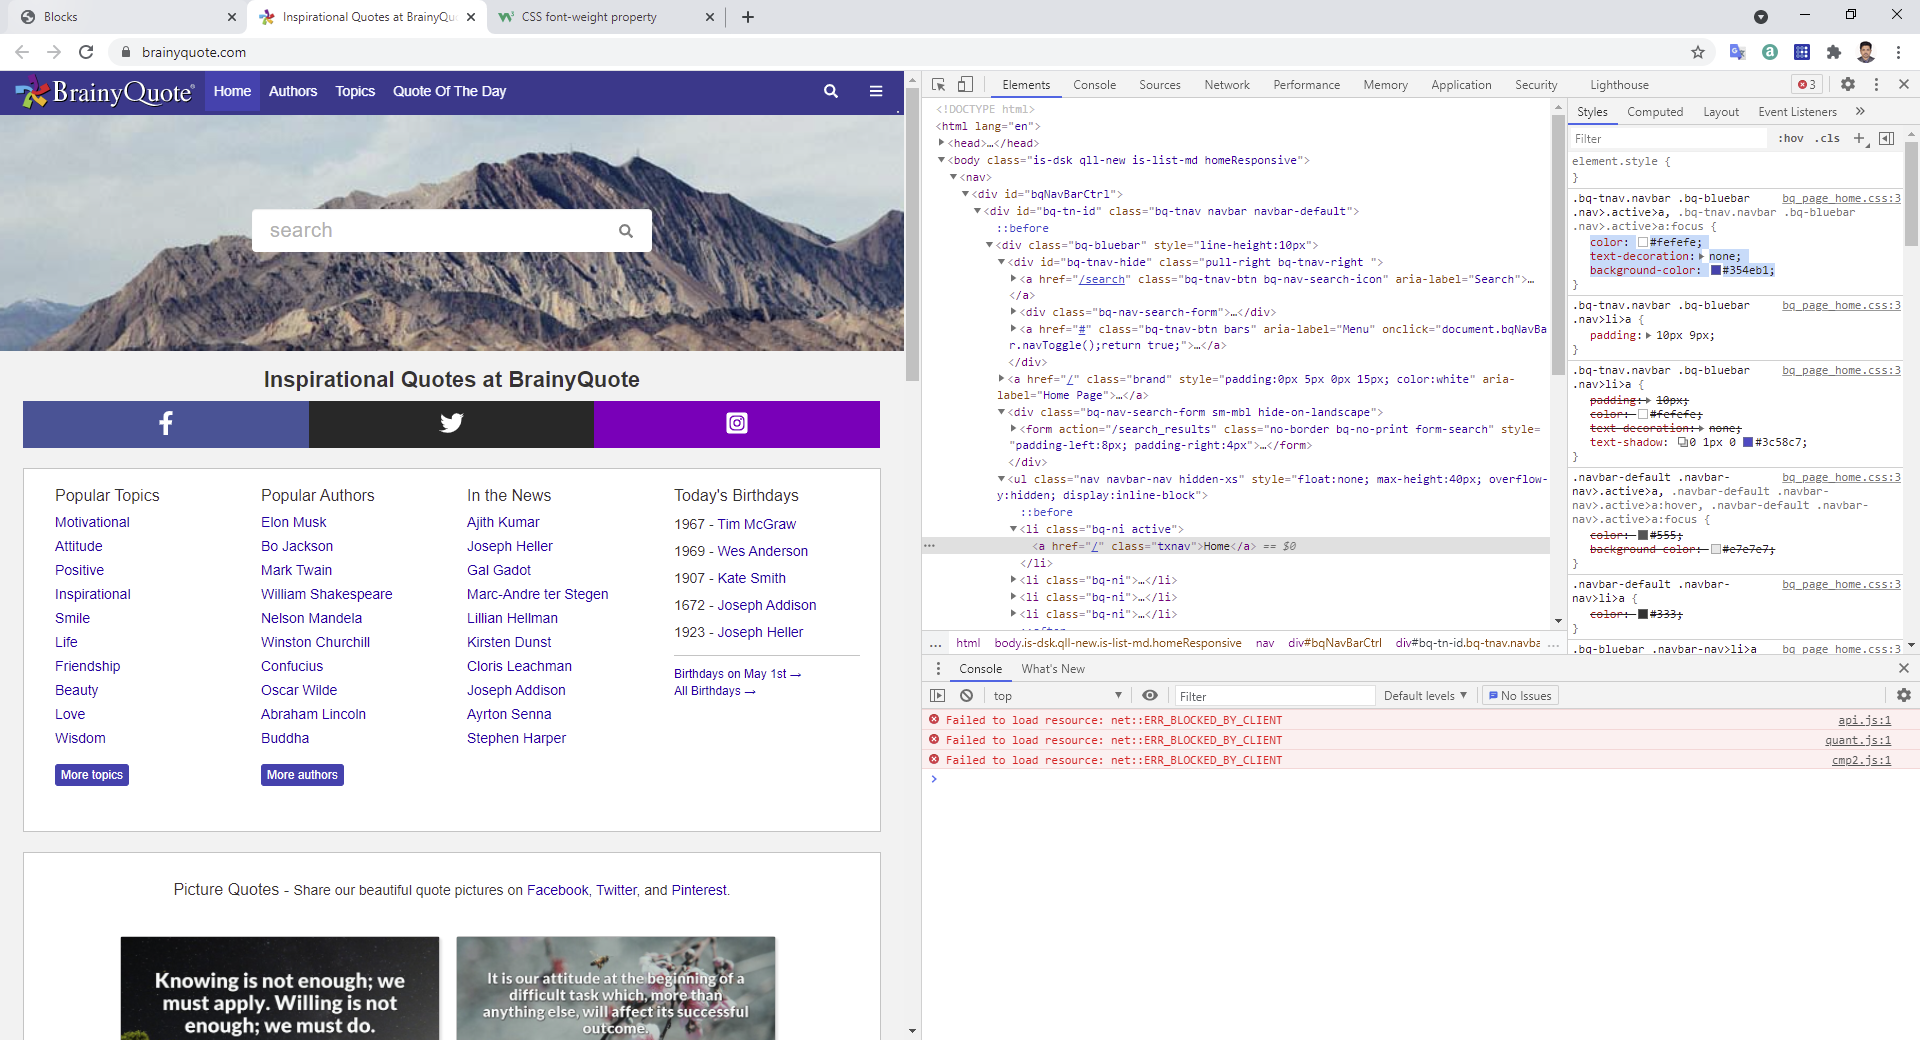 Blocks
Inspirational Quotes at BrainyQu
CSS font-weight property
brainyquote.com
BrainyQuote
Home Authors Topics Quote Of The Day
search
Inspirational Quotes at BrainyQuote
Popular Topics
Motivational
Attitude
Positive
Inspirational
Smile
Life
Friendship
Beauty
Love
Wisdom
More topics
Popular Authors
Elon Musk
Bo Jackson
Mark Twain
William Shakespeare
Nelson Mandela
Winston Churchill
Confucius
Oscar Wilde
Abraham Lincoln
Buddha
More authors
In the News
Ajith Kumar
Joseph Heller
Gal Gadot
Marc-Andre ter Stegen
Lillian Hellman
Kirsten Dunst
Cloris Leachman
Joseph Addison
Ayrton Senna
Stephen Harper
Today's Birthdays
1967 - Tim McGraw
1969 - Wes Anderson
1907 - Kate Smith
1672 - Joseph Addison
1923 - Joseph Heller
Birthdays on May 1st →
All Birthdays →
Picture Quotes - Share our beautiful quote pictures on Facebook, Twitter, and Pinterest.
Knowing is not enough; we
must apply. Willing is not
enough; we must do.
It is our attitude at the beginning of a
difficult task which, more than
anything else, will affect its successful
outcome.
Elements Console Sources Network Performance Memory Application Security Lighthouse 3
<!DOCTYPE html>
<html lang="en">
<head>…</head>
<body class="is-dsk qll-new is-list-md homeResponsive">
<nav>
<div id="bqNavBarCtrl">
<div id="bq-tn-id" class="bq-tnav navbar navbar-default">
::before
<div class="bq-bluebar" style="line-height:10px">
<div id="bq-tnav-hide" class="pull-right bq-tnav-right ">
<a href="/search" class="bq-tnav-btn bq-nav-search-icon" aria-label="Search">…
</a>
<div class="bq-nav-search-form">…</div>
<a href="#" class="bq-tnav-btn bars" aria-label="Menu" onclick="document.bqNavBa
r.navToggle();return true;">…</a>
</div>
<a href="/" class="brand" style="padding:0px 5px 0px 15px; color:white" aria-
label="Home Page">…</a>
<div class="bq-nav-search-form sm-mbl hide-on-landscape">
<form action="/search_results" class="no-border bq-no-print form-search" style=
"padding-left:8px; padding-right:4px">…</form>
</div>
<ul class="nav navbar-nav hidden-xs" style="float:none; max-height:40px; overflow-
y:hidden; display:inline-block">
::before
<li class="bq-ni active">
… <a href="/" class="txnav">Home</a> == $0
</li>
<li class="bq-ni">…</li>
<li class="bq-ni">…</li>
<li class="bq-ni">…</li>
… html body.is-dsk.qll-new.is-list-md.homeResponsive nav div#bqNavBarCtrl div#bq-tn-id.bq-tnav.navba …
Styles Computed Layout Event Listeners »
Filter :hov .cls +
element.style {
}
.bq-tnav.navbar .bq-bluebar bq_page_home.css:3
.nav>.active>a, .bq-tnav.navbar .bq-bluebar
.nav>.active>a:focus {
color: #fefefe;
text-decoration: none;
background-color: #354eb1;
}
.bq-tnav.navbar .bq-bluebar bq_page_home.css:3
.nav>li>a {
padding: 10px 9px;
}
.bq-tnav.navbar .bq-bluebar bq_page_home.css:3
.nav>li>a {
padding: 10px;
color: #fefefe;
text-decoration: none;
text-shadow: 0 1px 0 #3c58c7;
}
.navbar-default .navbar- bq_page_home.css:3
nav>.active>a, .navbar-default .navbar-
nav>.active>a:hover, .navbar-default .navbar-
nav>.active>a:focus {
color: #555;
background-color: #e7e7e7;
}
.navbar-default .navbar- bq_page_home.css:3
nav>li>a {
color: #333;
}
.bq-bluebar .navbar-nav>li>a bq_page_home.css:3
Console What's New
top Filter Default levels No Issues
Failed to load resource: net::ERR_BLOCKED_BY_CLIENT api.js:1
Failed to load resource: net::ERR_BLOCKED_BY_CLIENT quant.js:1
Failed to load resource: net::ERR_BLOCKED_BY_CLIENT cmp2.js:1
>